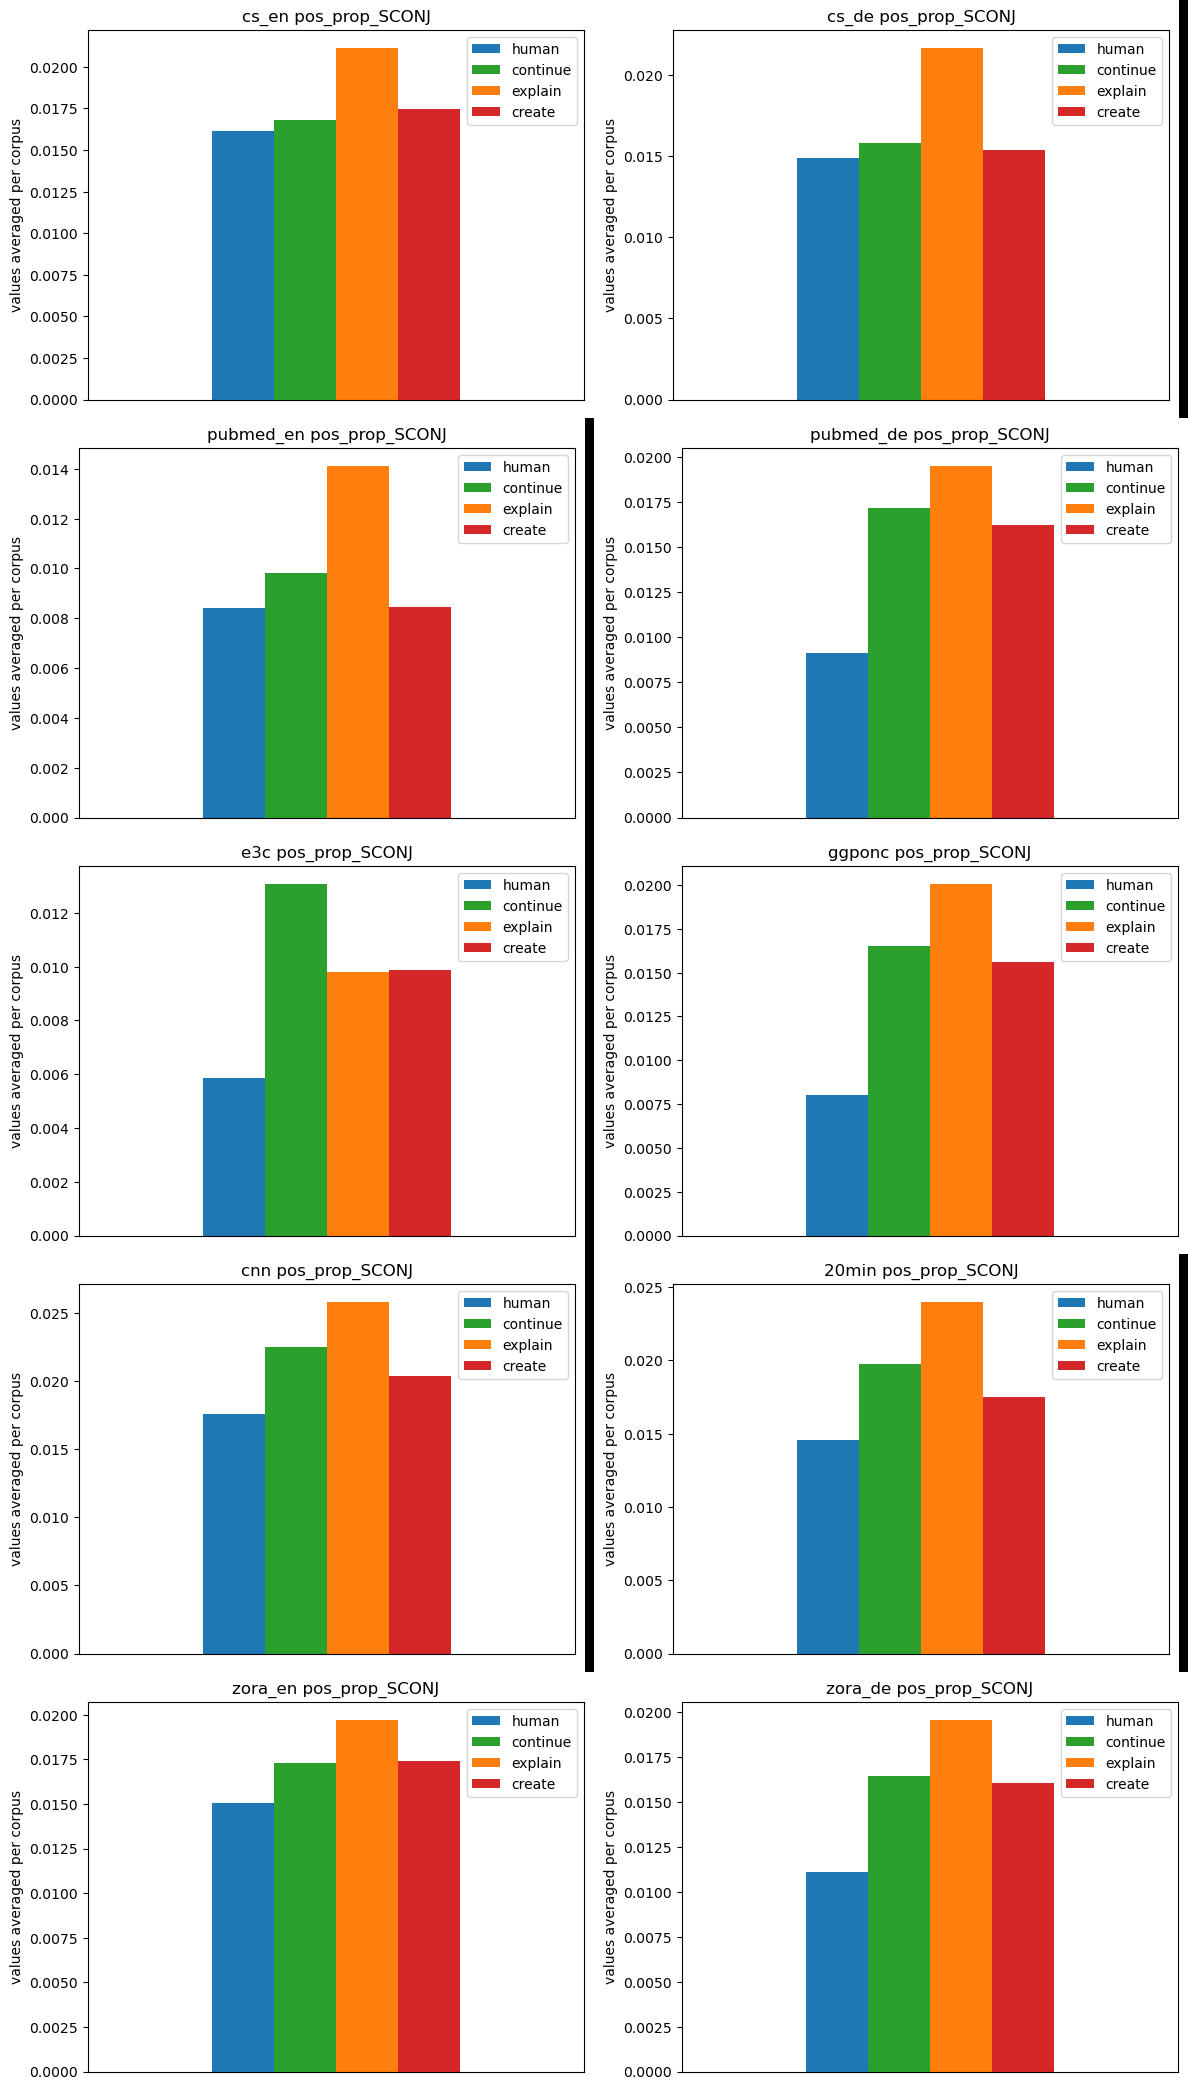 cs_en pos_prop_SCONJ
values averaged per corpus
0.0200
0.0175
0.0150
0.0125
0.0100
0.0075
0.0050
0.0025
0.0000
human
continue
explain
create
cs_de pos_prop_SCONJ
values averaged per corpus
0.020
0.015
0.010
0.005
0.000
human
continue
explain
create
pubmed_en pos_prop_SCONJ
values averaged per corpus
0.014
0.012
0.010
0.008
0.006
0.004
0.002
0.000
human
continue
explain
create
pubmed_de pos_prop_SCONJ
values averaged per corpus
0.0200
0.0175
0.0150
0.0125
0.0100
0.0075
0.0050
0.0025
0.0000
human
continue
explain
create
e3c pos_prop_SCONJ
values averaged per corpus
0.012
0.010
0.008
0.006
0.004
0.002
0.000
human
continue
explain
create
ggponc pos_prop_SCONJ
values averaged per corpus
0.0200
0.0175
0.0150
0.0125
0.0100
0.0075
0.0050
0.0025
0.0000
human
continue
explain
create
cnn pos_prop_SCONJ
values averaged per corpus
0.025
0.020
0.015
0.010
0.005
0.000
human
continue
explain
create
20min pos_prop_SCONJ
values averaged per corpus
0.025
0.020
0.015
0.010
0.005
0.000
human
continue
explain
create
zora_en pos_prop_SCONJ
values averaged per corpus
0.0200
0.0175
0.0150
0.0125
0.0100
0.0075
0.0050
0.0025
0.0000
human
continue
explain
create
zora_de pos_prop_SCONJ
values averaged per corpus
0.0200
0.0175
0.0150
0.0125
0.0100
0.0075
0.0050
0.0025
0.0000
human
continue
explain
create